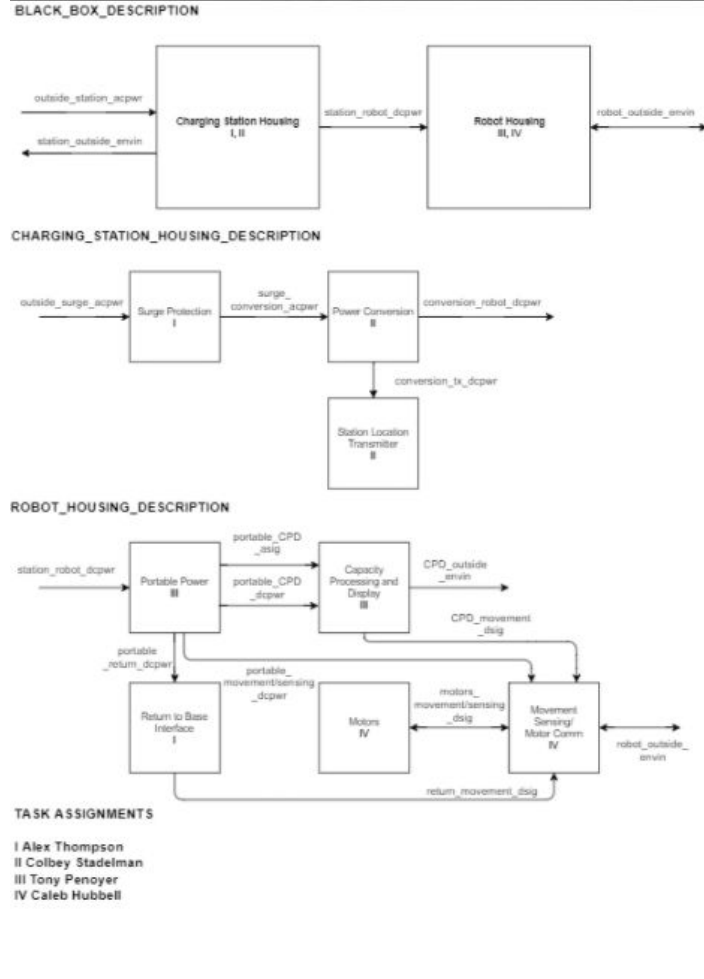 BLACK_BOX_DESCRIPTION
outside_station_acpwr
station_outside_envin
Charging Station Housing
I, II
station_robot_dcpwr
Robot Housing
III, IV
robot_outside_envin
CHARGING_STATION_HOUSING_DESCRIPTION
outside_surge_acpwr
Surge Protection
I
surge_
conversion_acpwr
Power Conversion
II
conversion_robot_dcpwr
conversion_tx_dcpwr
Station Location
Transmitter
II
ROBOT_HOUSING_DESCRIPTION
station_robot_dcpwr
Portable Power
III
portable_CPD
_asig
portable_CPD
_dcpwr
Capacity
Processing and
Display
III
CPD_outside
_envin
CPD_movement
_dsig
portable
_return_dcpwr
portable_
movement/sensing
_dcpwr
Return to Base
Interface
I
Motors
IV
motors_
movement/sensing
_dsig
Movement
Sensing/
Motor Comm
IV
robot_outside_
envin
return_movement_dsig
TASK ASSIGNMENTS
I Alex Thompson
II Colbey Stadelman
III Tony Penoyer
IV Caleb Hubbell